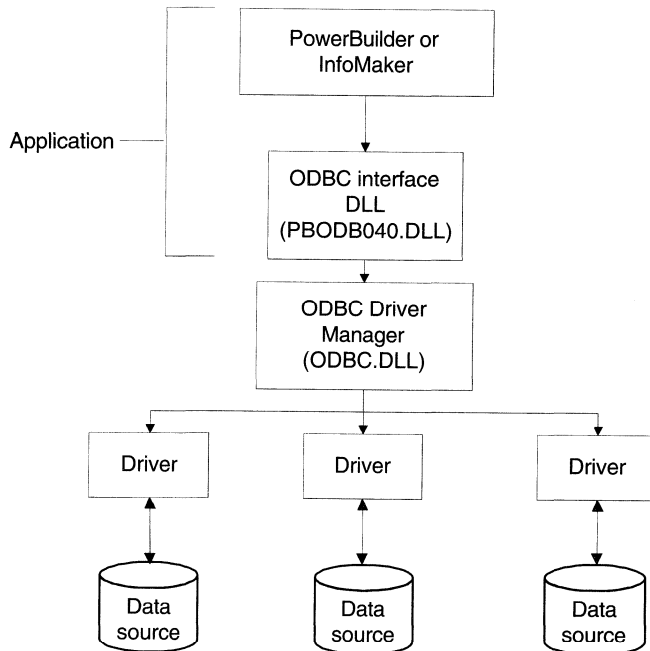 PowerBuilder or
InfoMaker
Application
ODBC interface
DLL
(PBODB040.DLL)
ODBC Driver
Manager
(ODBC.DLL)
Driver
Driver
Driver
Data
source
Data
source
Data
source